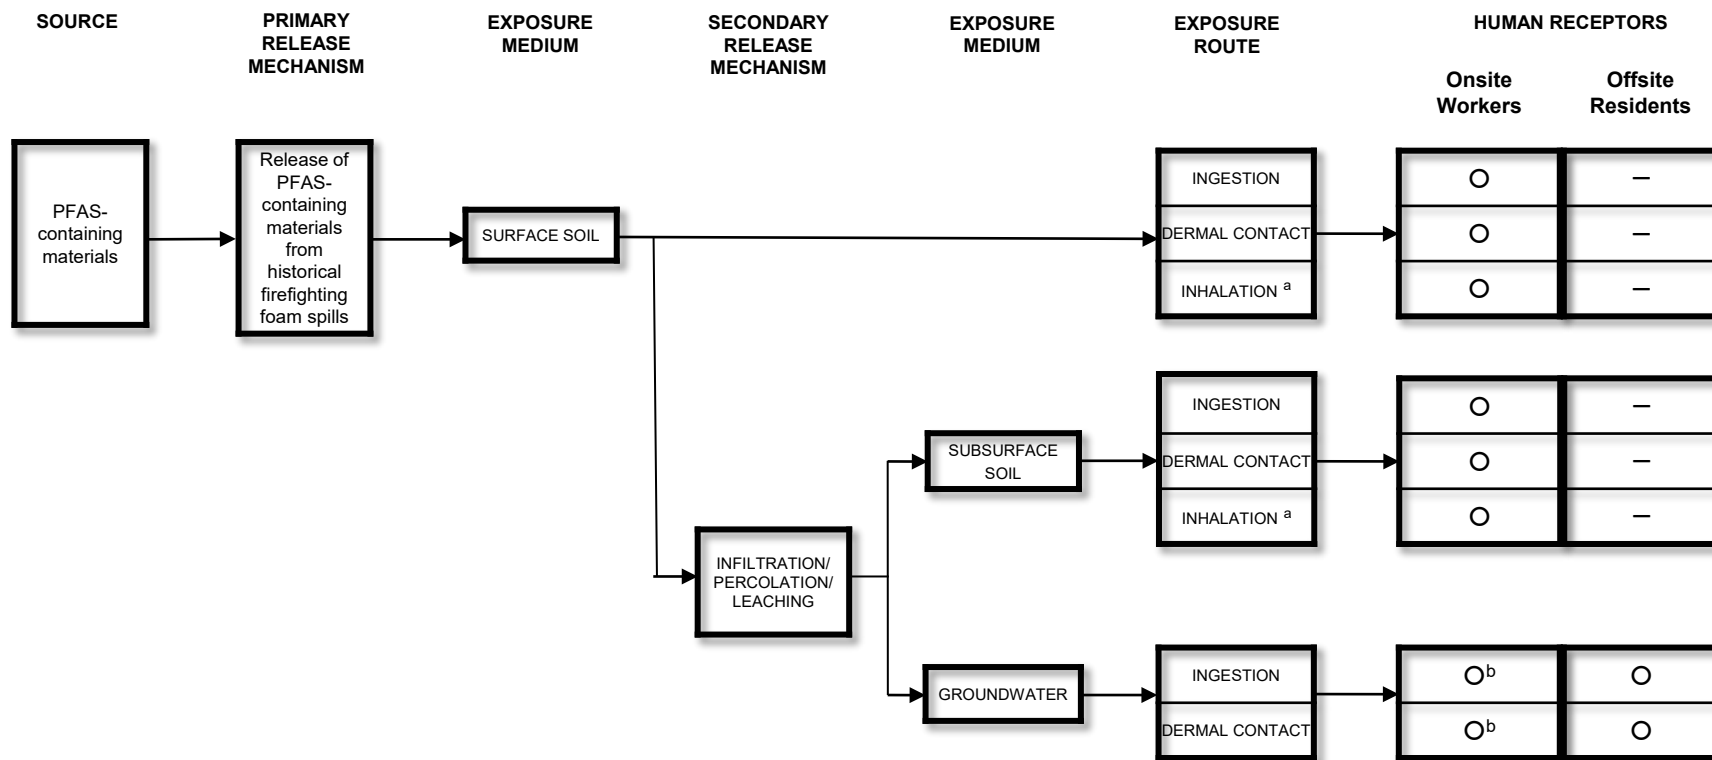 SOURCE
PRIMARY
RELEASE
MECHANISM
EXPOSURE
MEDIUM
SECONDARY
RELEASE
MECHANISM
EXPOSURE
MEDIUM
EXPOSURE
ROUTE
HUMAN RECEPTORS
Onsite
Workers
Offsite
Residents
PFAS-
containing
materials
Release of
PFAS-
containing
materials
from
historical
firefighting
foam spills
SURFACE SOIL
INGESTION
DERMAL CONTACT
INHALATION a
O –
O –
O –
INFILTRATION/
PERCOLATION/
LEACHING
SUBSURFACE
SOIL
INGESTION
DERMAL CONTACT
INHALATION a
O –
O –
O –
GROUNDWATER
INGESTION
DERMAL CONTACT
O b O
O b O